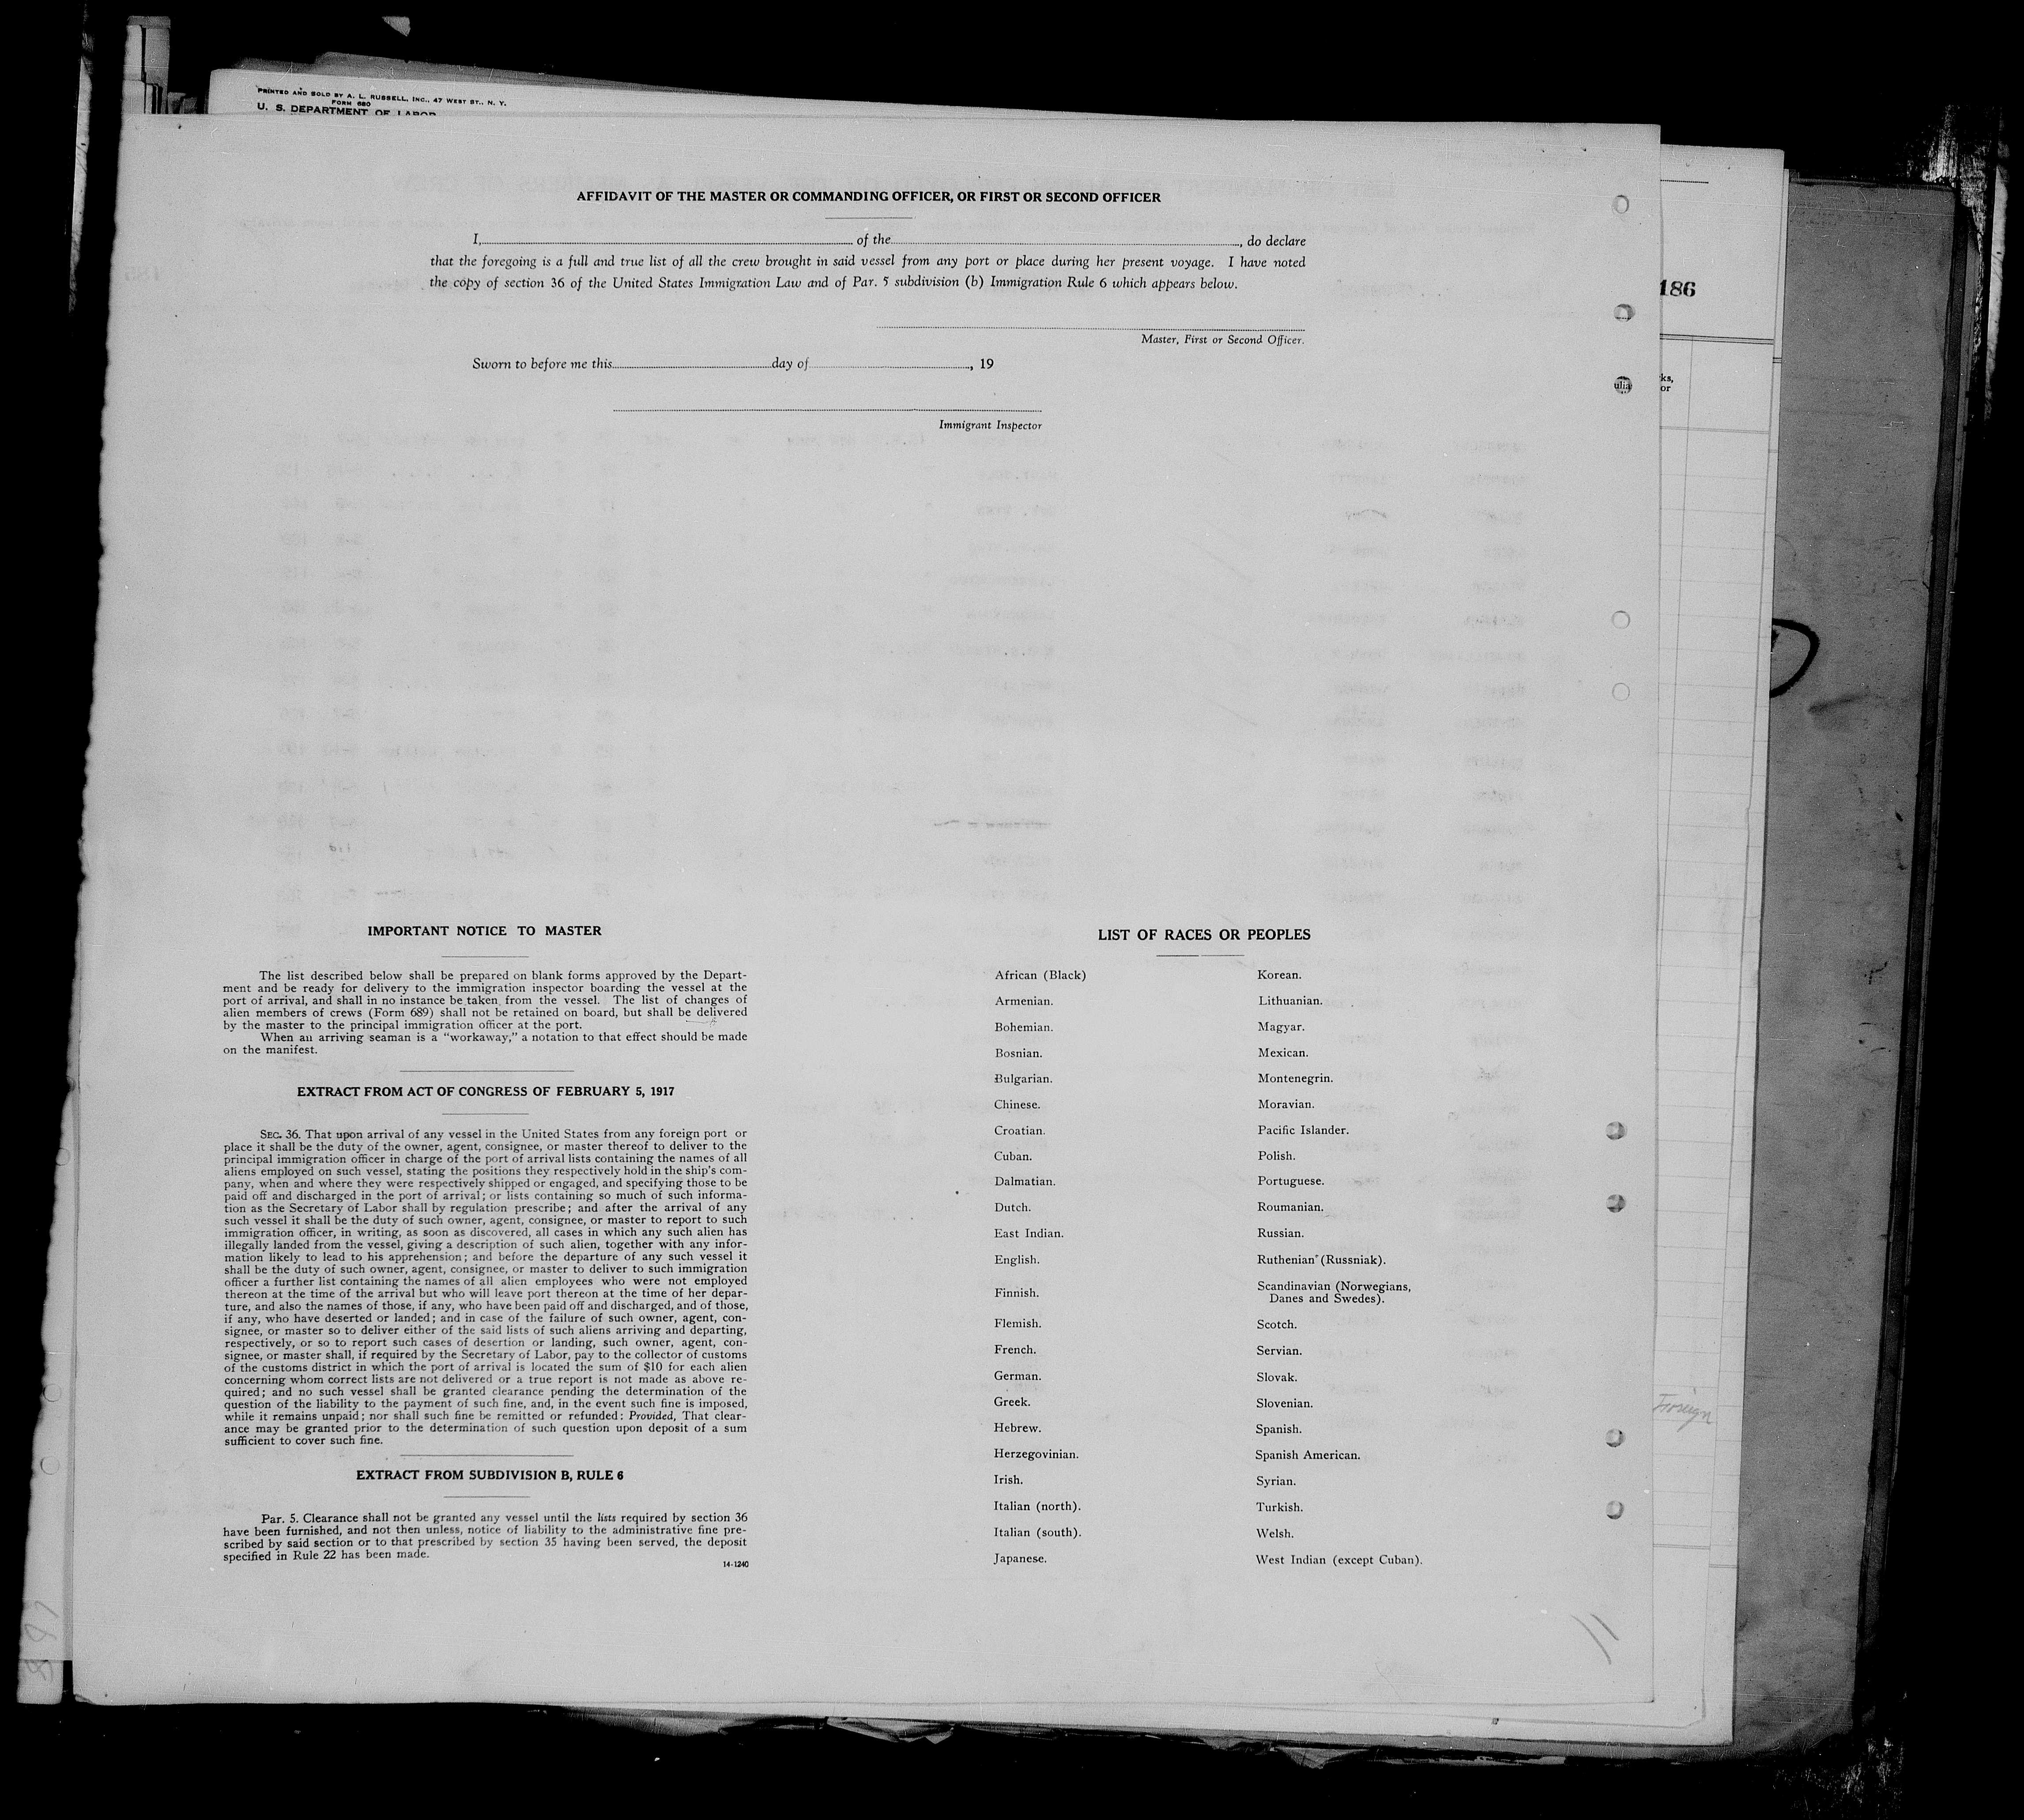 PRINTED AND SOLD BY A. L. RUSSELL, INC., 47 WEST ST., N. Y.
FORM 680
U. S. DEPARTMENT OF LABOR
AFFIDAVIT OF THE MASTER OR COMMANDING OFFICER, OR FIRST OR SECOND OFFICER
I, of the , do declare
that the foregoing is a full and true list of all the crew brought in said vessel from any port or place during her present voyage. I have noted
the copy of section 36 of the United States Immigration Law and of Par. 5 subdivision (b) Immigration Rule 6 which appears below.
Master, First or Second Officer.
Sworn to before me this day of , 19
Immigrant Inspector
186
ks,
or
ulia
IMPORTANT NOTICE TO MASTER
The list described below shall be prepared on blank forms approved by the Depart-
ment and be ready for delivery to the immigration inspector boarding the vessel at the
port of arrival, and shall in no instance be taken from the vessel. The list of changes of
alien members of crews (Form 689) shall not be retained on board, but shall be delivered
by the master to the principal immigration officer at the port.
When an arriving seaman is a "workaway," a notation to that effect should be made
on the manifest.
EXTRACT FROM ACT OF CONGRESS OF FEBRUARY 5, 1917
SEC. 36. That upon arrival of any vessel in the United States from any foreign port or
place it shall be the duty of the owner, agent, consignee, or master thereof to deliver to the
principal immigration officer in charge of the port of arrival lists containing the names of all
aliens employed on such vessel, stating the positions they respectively hold in the ship's com-
pany, when and where they were respectively shipped or engaged, and specifying those to be
paid off and discharged in the port of arrival; or lists containing so much of such informa-
tion as the Secretary of Labor shall by regulation prescribe; and after the arrival of any
such vessel it shall be the duty of such owner, agent, consignee, or master to report to such
immigration officer, in writing, as soon as discovered, all cases in which any such alien has
illegally landed from the vessel, giving a description of such alien, together with any infor-
mation likely to lead to his apprehension; and before the departure of any such vessel it
shall be the duty of such owner, agent, consignee, or master to deliver to such immigration
officer a further list containing the names of all alien employees who were not employed
thereon at the time of the arrival but who will leave port thereon at the time of her depar-
ture, and also the names of those, if any, who have been paid off and discharged, and of those,
if any, who have deserted or landed; and in case of the failure of such owner, agent, con-
signee, or master so to deliver either of the said lists of such aliens arriving and departing,
respectively, or so to report such cases of desertion or landing, such owner, agent, con-
signee, or master shall, if required by the Secretary of Labor, pay to the collector of customs
of the customs district in which the port of arrival is located the sum of $10 for each alien
concerning whom correct lists are not delivered or a true report is not made as above re-
quired; and no such vessel shall be granted clearance pending the determination of the
question of the liability to the payment of such fine, and, in the event such fine is imposed,
while it remains unpaid; nor shall such fine be remitted or refunded: Provided, That clear-
ance may be granted prior to the determination of such question upon deposit of a sum
sufficient to cover such fine.
EXTRACT FROM SUBDIVISION B, RULE 6
Par. 5. Clearance shall not be granted any vessel until the lists required by section 36
have been furnished, and not then unless, notice of liability to the administrative fine pre-
scribed by said section or to that prescribed by section 35 having been served, the deposit
specified in Rule 22 has been made.
14-1240
LIST OF RACES OR PEOPLES
African (Black)
Armenian.
Bohemian.
Bosnian.
Bulgarian.
Chinese.
Croatian.
Cuban.
Dalmatian.
Dutch.
East Indian.
English.
Finnish.
Flemish.
French.
German.
Greek.
Hebrew.
Herzegovinian.
Irish.
Italian (north).
Italian (south).
Japanese.
Korean.
Lithuanian.
Magyar.
Mexican.
Montenegrin.
Moravian.
Pacific Islander.
Polish.
Portuguese.
Roumanian.
Russian.
Ruthenian (Russniak).
Scandinavian (Norwegians,
Danes and Swedes).
Scotch.
Servian.
Slovak.
Slovenian.
Spanish.
Spanish American.
Syrian.
Turkish.
Welsh.
West Indian (except Cuban).
Foreign